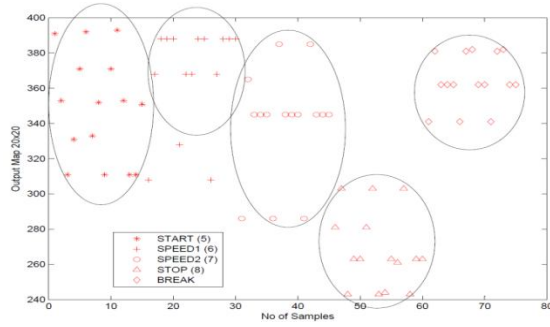 Output Map 20x20
400
380
360
340
320
300
280
260
240
START (5)
SPEED1 (6)
SPEED2 (7)
STOP (8)
BREAK
0
10
20
30
40
50
60
70
80
No of Samples